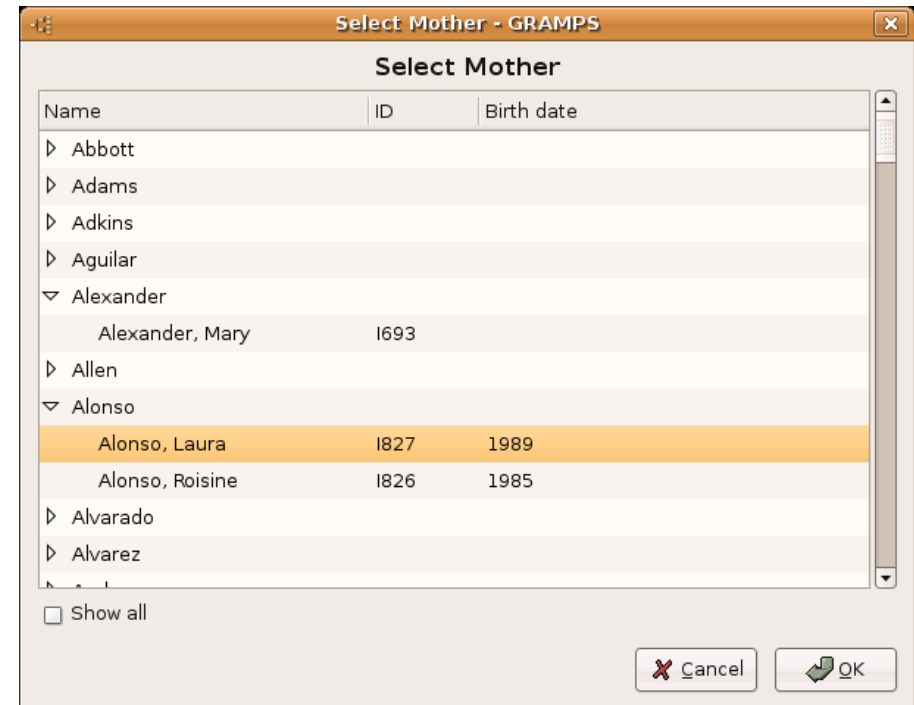 Select Mother - GRAMPS
Select Mother
Name ID Birth date
Abbott
Adams
Adkins
Aguilar
Alexander
Alexander, Mary I693
Allen
Alonso
Alonso, Laura I827 1989
Alonso, Roisine I826 1985
Alvarado
Alvarez
Show all
Cancel OK